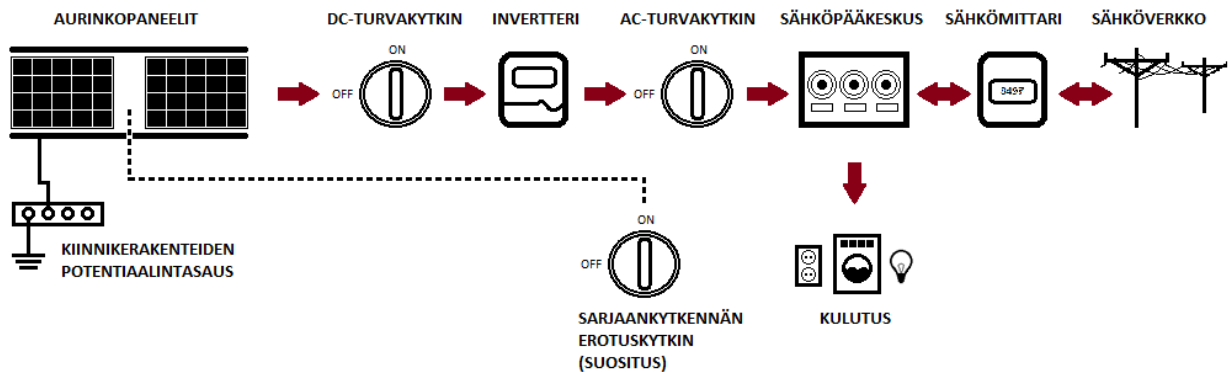 AURINKOPANEELIT
DC-TURVAKYTKIN
INVERTTERI
AC-TURVAKYTKIN
SÄHKÖPÄÄKESKUS
SÄHKÖMITTARI
SÄHKÖVERKKO
ON
OFF
ON
OFF
0497
KIINNIKERAKENTEIDEN
POTENTIAALINTASAUS
ON
OFF
SARJAANKYTKENNÄN
EROTUSKYTKIN
(SUOSITUS)
KULUTUS